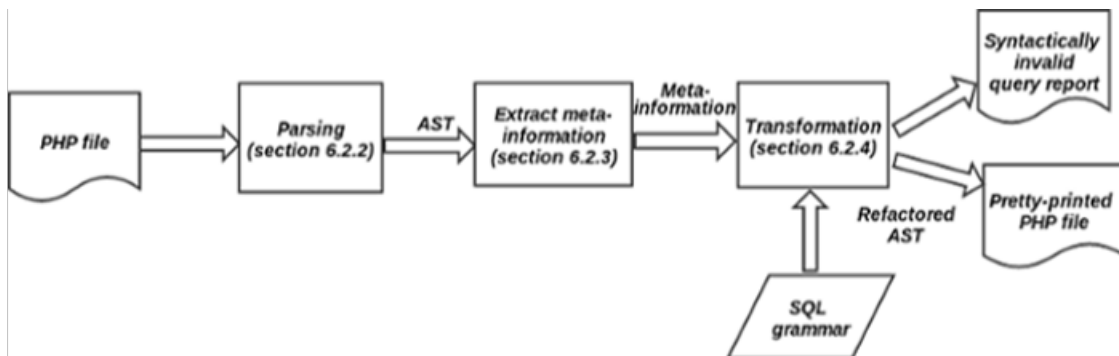 PHP file
Parsing
(section 6.2.2)
AST
Extract meta-
information
(section 6.2.3)
Meta-
information
Transformation
(section 6.2.4)
Syntactically
invalid
query report
Refactored
AST
Pretty-printed
PHP file
SQL
grammar